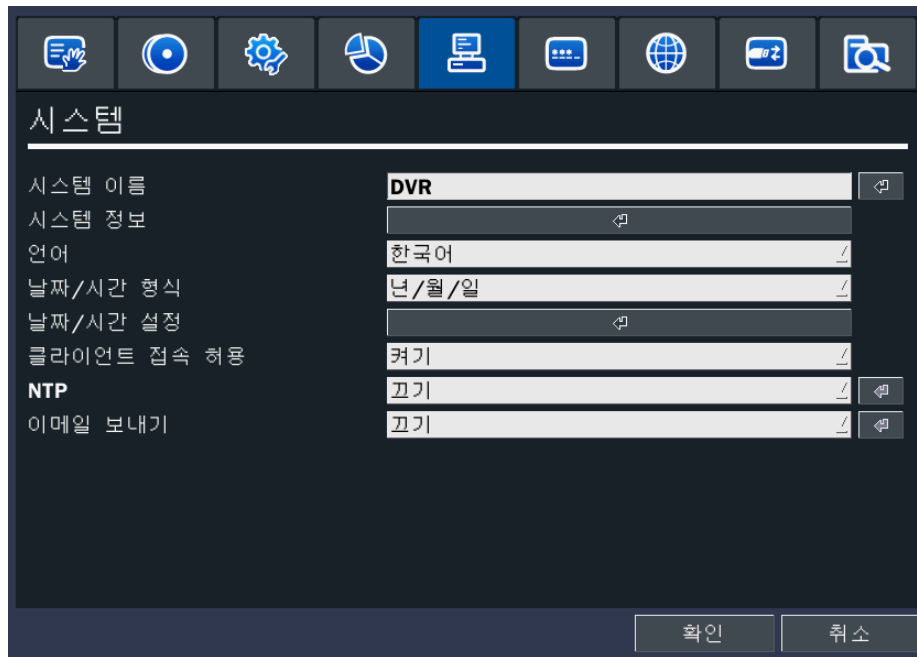 시스템
시스템 이름 DVR
시스템 정보
언어 한국어
날짜/시간 형식 년/월/일
날짜/시간 설정
클라이언트 접속 허용 켜기
NTP 끄기
이메일 보내기 끄기
확인 취소